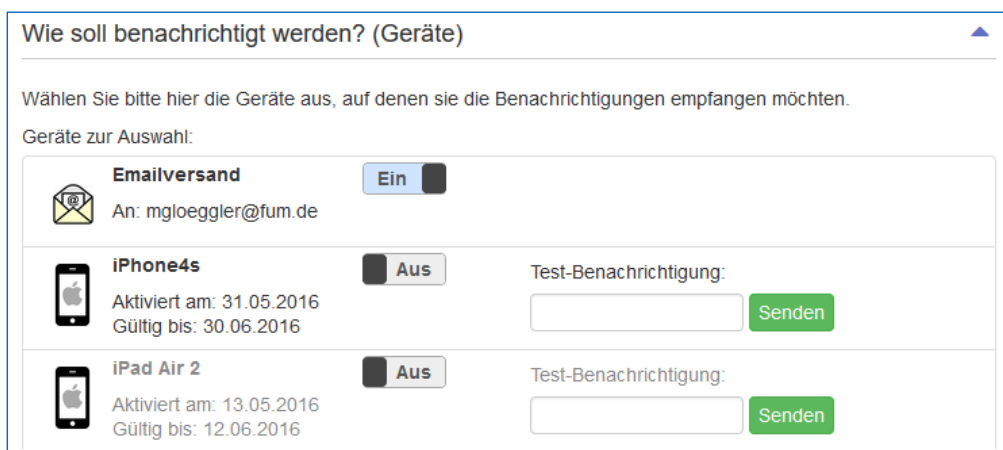 Wie soll benachrichtigt werden? (Geräte)
Wählen Sie bitte hier die Geräte aus, auf denen sie die Benachrichtigungen empfangen möchten.
Geräte zur Auswahl:
Emailversand
Ein
An: mgloeggler@fum.de
iPhone4s
Aus
Test-Benachrichtigung:
Aktiviert am: 31.05.2016
Gültig bis: 30.06.2016
Senden
iPad Air 2
Aus
Test-Benachrichtigung:
Aktiviert am: 13.05.2016
Gültig bis: 12.06.2016
Senden